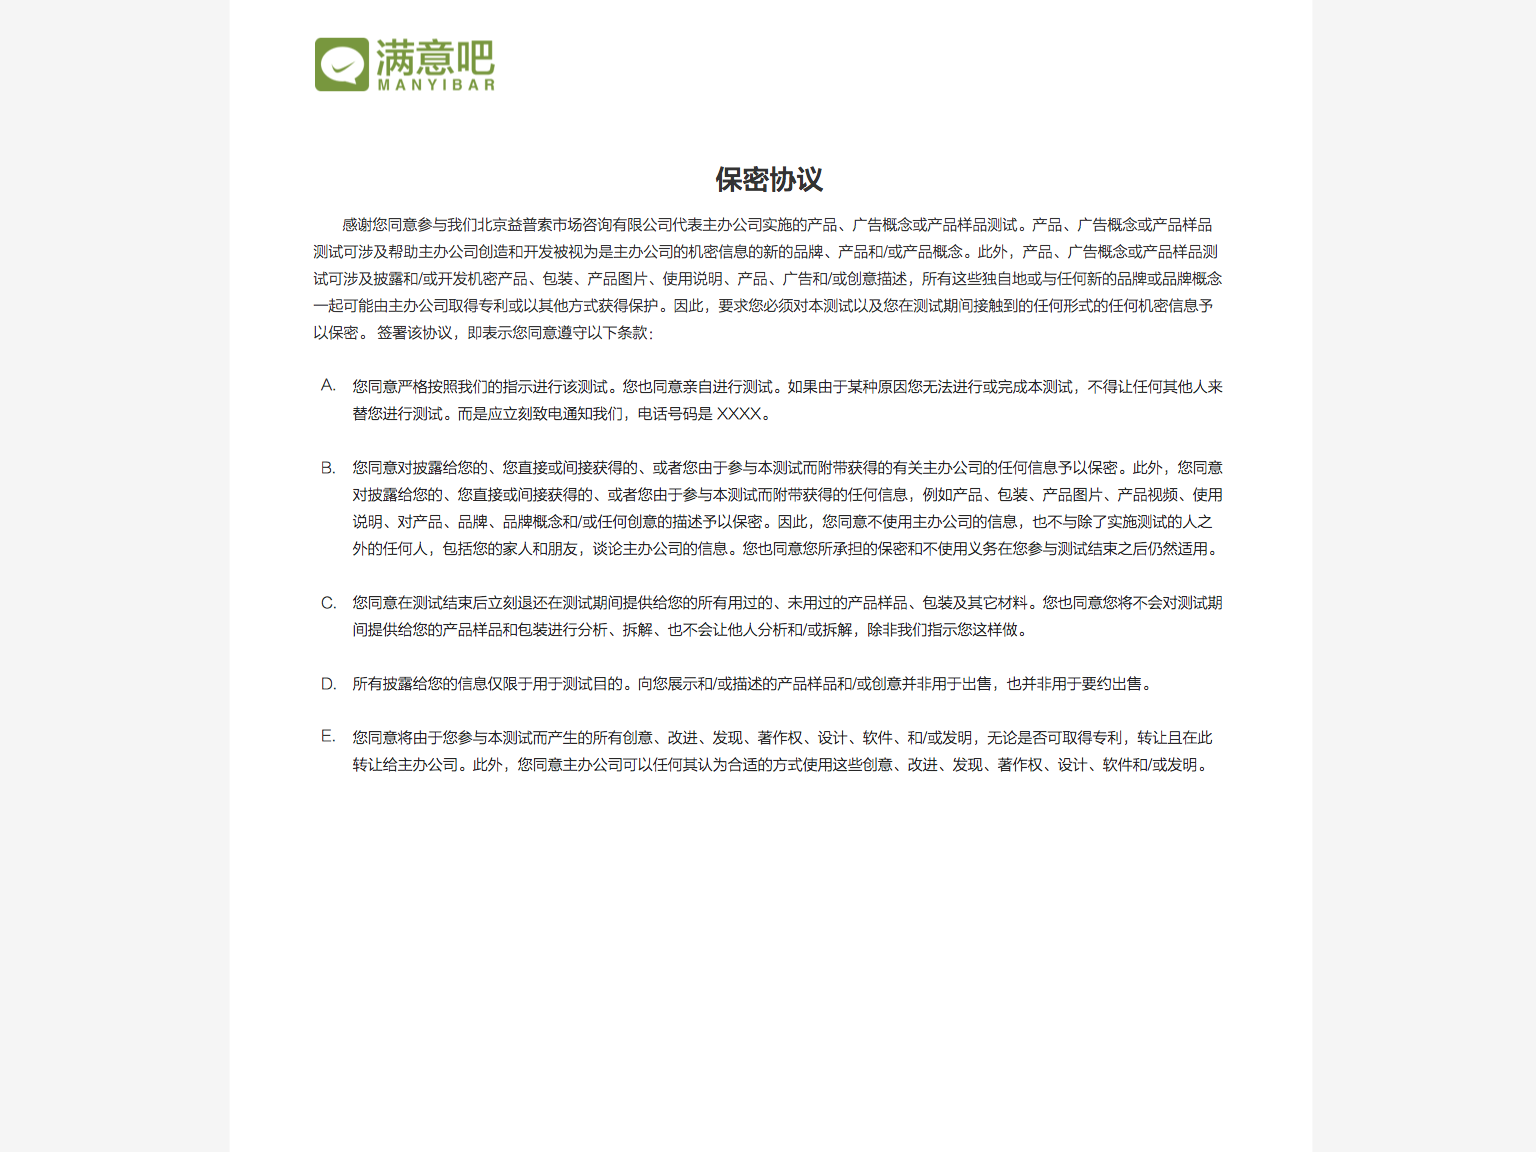 满意吧
MANYIBAR
保密协议
感谢您同意参与我们北京益普索市场咨询有限公司代表主办公司实施的产品、广告概念或产品样品测试。产品、广告概念或产品样品
测试可涉及帮助主办公司创造和开发被视为是主办公司的机密信息的新的品牌、产品和/或产品概念。此外，产品、广告概念或产品样品测
试可涉及披露和/或开发机密产品、包装、产品图片、使用说明、产品、广告和/或创意描述，所有这些独自地或与任何新的品牌或品牌概念
一起可能由主办公司取得专利或以其他方式获得保护。因此，要求您必须对本测试以及您在测试期间接触到的任何形式的任何机密信息予
以保密。 签署该协议，即表示您同意遵守以下条款：
A. 您同意严格按照我们的指示进行该测试。您也同意亲自进行测试。如果由于某种原因您无法进行或完成本测试，不得让任何其他人来
替您进行测试。而是应立刻致电通知我们，电话号码是 XXXX。
B. 您同意对披露给您的、您直接或间接获得的、或者您由于参与本测试而附带获得的有关主办公司的任何信息予以保密。此外，您同意
对披露给您的、您直接或间接获得的、或者您由于参与本测试而附带获得的任何信息，例如产品、包装、产品图片、产品视频、使用
说明、对产品、品牌、品牌概念和/或任何创意的描述予以保密。因此，您同意不使用主办公司的信息，也不与除了实施测试的人之
外的任何人，包括您的家人和朋友，谈论主办公司的信息。您也同意您所承担的保密和不使用义务在您参与测试结束之后仍然适用。
C. 您同意在测试结束后立刻退还在测试期间提供给您的所有用过的、未用过的产品样品、包装及其它材料。您也同意您将不会对测试期
间提供给您的产品样品和包装进行分析、拆解、也不会让他人分析和/或拆解，除非我们指示您这样做。
D. 所有披露给您的信息仅限于用于测试目的。向您展示和/或描述的产品样品和/或创意并非用于出售，也并非用于要约出售。
E. 您同意将由于您参与本测试而产生的所有创意、改进、发现、著作权、设计、软件、和/或发明，无论是否可取得专利，转让且在此
转让给主办公司。此外，您同意主办公司可以任何其认为合适的方式使用这些创意、改进、发现、著作权、设计、软件和/或发明。